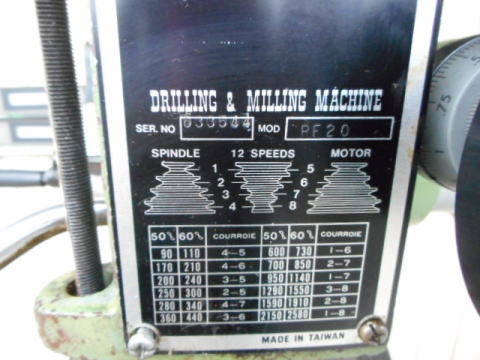 DRILLING & MILLING MACHINE
SER. NO 633544 MOD RF20
SPINDLE 12 SPEEDS MOTOR
1 5
2 6
3 7
4 8
50～ 60～ COURROIE 50～ 60～ COURROIE
90 110 4-5 600 730 1-6
170 210 4-6 700 850 2-7
200 240 3-5 950 1140 1-7
250 300 2-5 1290 1550 3-8
280 340 4-7 1590 1910 2-8
360 440 3-6 2150 2580 1-8
MADE IN TAIWAN
75